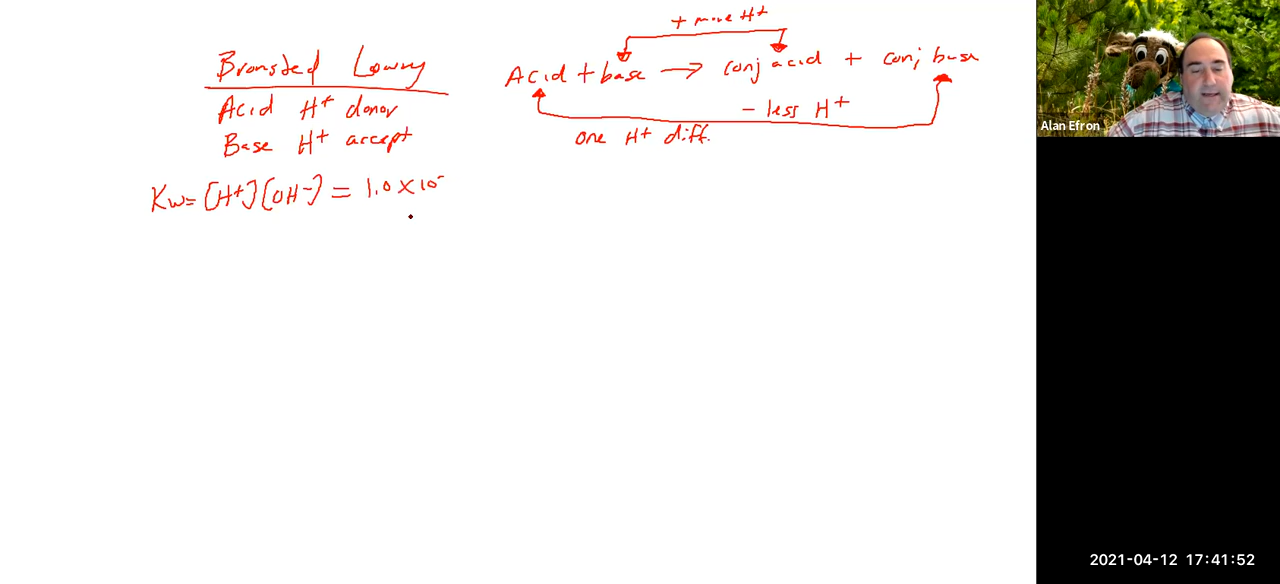 + more H+
Bronsted Lowry
Acid + base → conj acid + conj base
Acid H+ donor
- less H+
Base H+ accept
one H+ diff.
Kw= [H+][OH-] = 1.0 x 10-
Alan Efron
2021-04-12 17:41:52